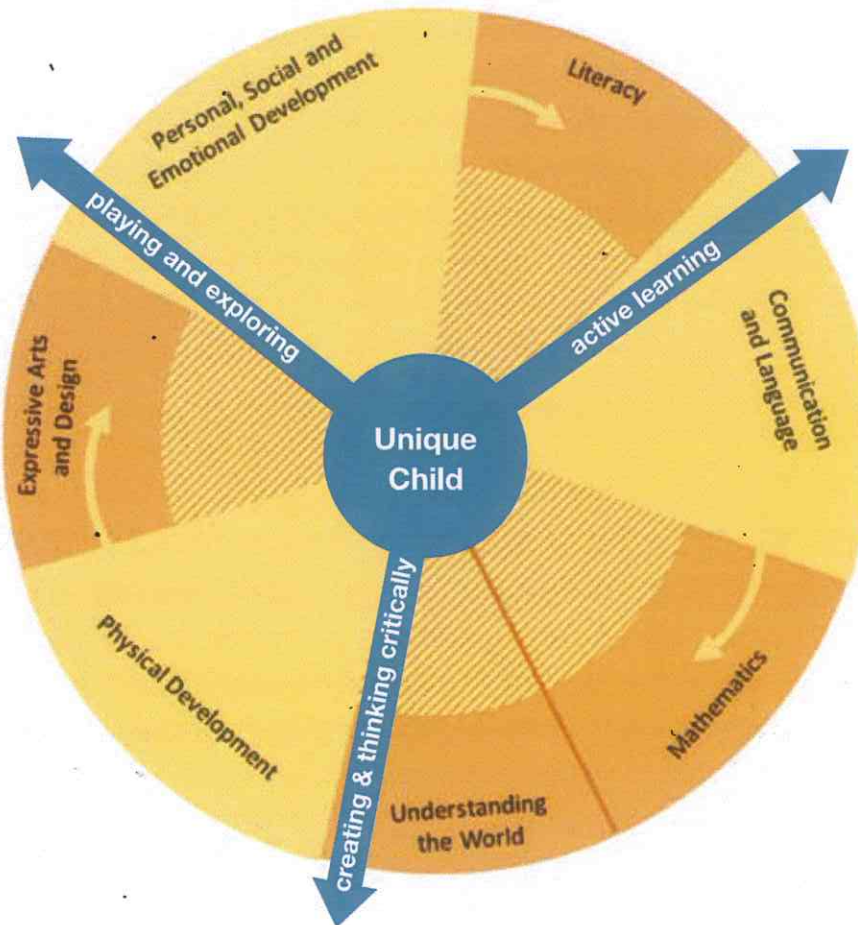 Personal, Social and
Emotional Development
Literacy
playing and exploring
active learning
Communication
and Language
Expressive Arts
and Design
Unique
Child
Physical Development
creating & thinking critically
Mathematics
Understanding
the World